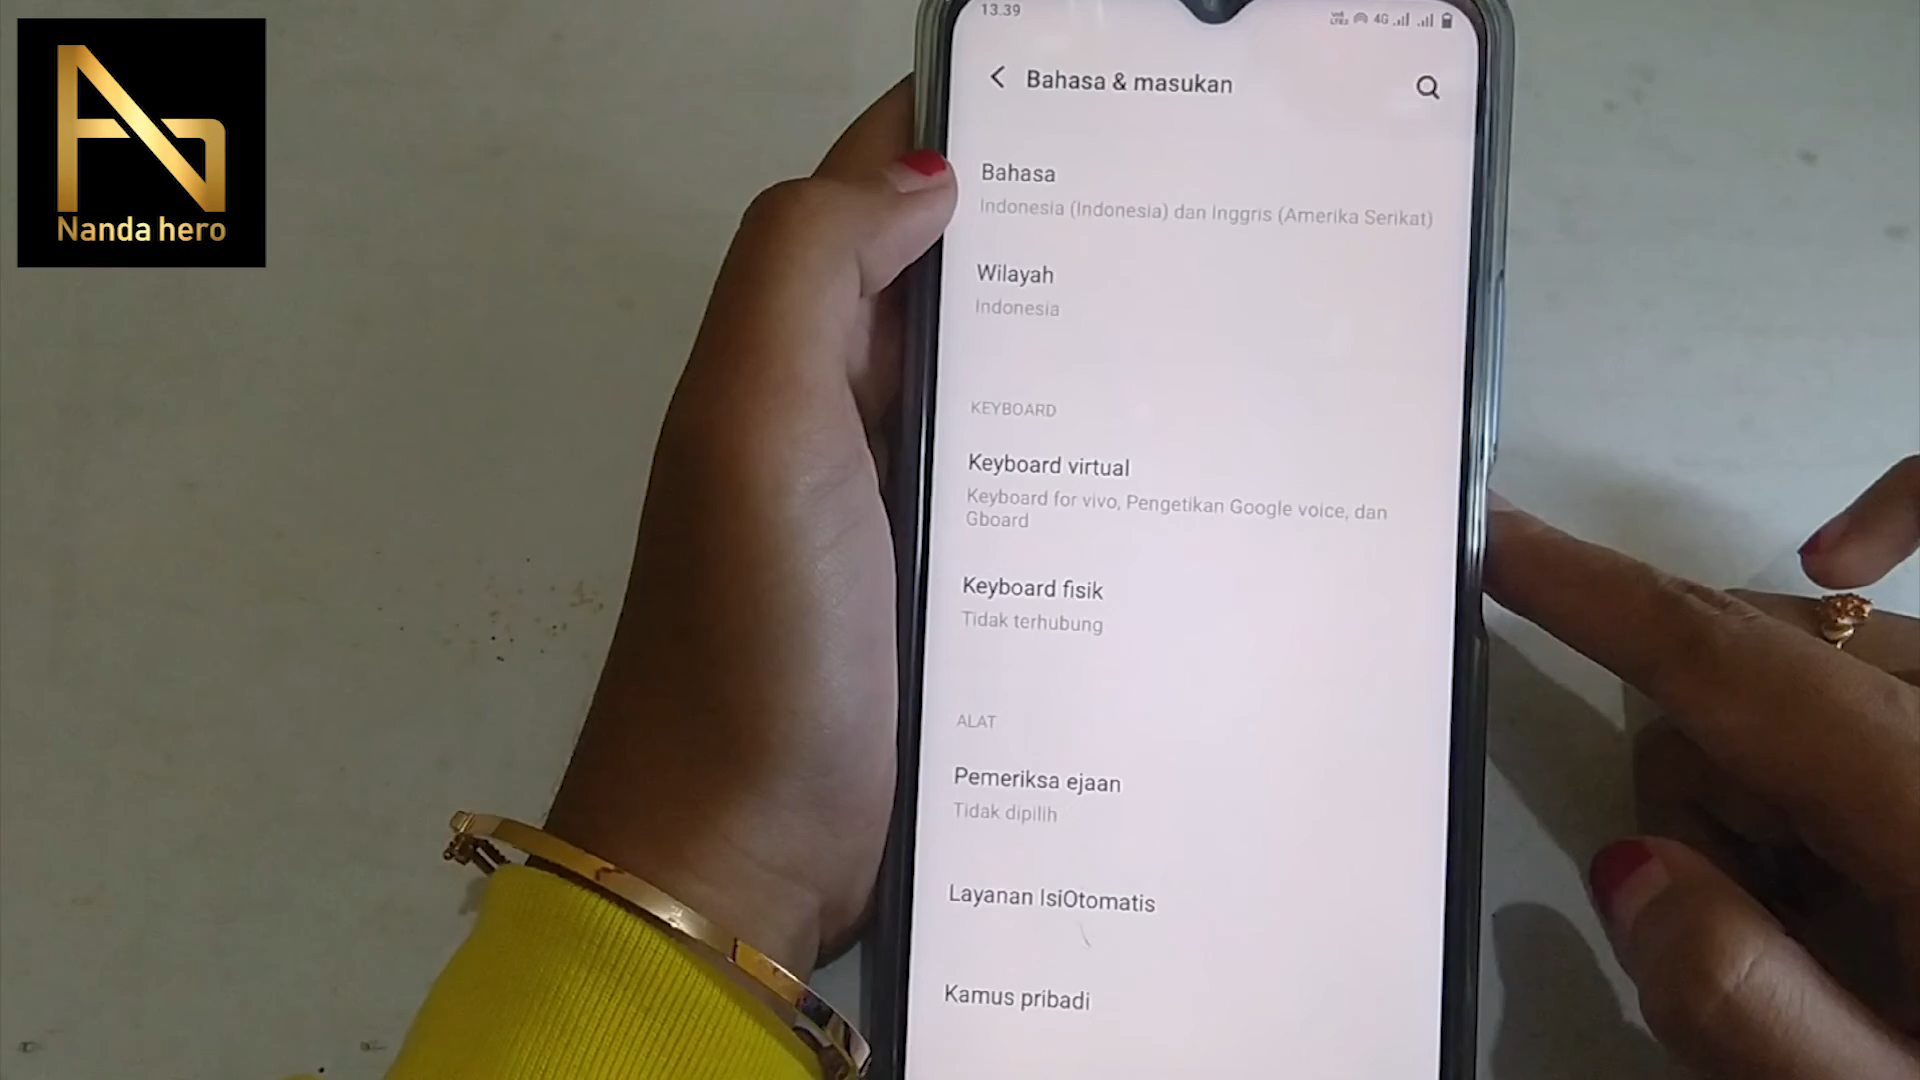 Nanda hero
13.39
4G
Bahasa & masukan
Bahasa
Indonesia (Indonesia) dan Inggris (Amerika Serikat)
Wilayah
Indonesia
KEYBOARD
Keyboard virtual
Keyboard for vivo, Pengetikan Google voice, dan
Gboard
Keyboard fisik
Tidak terhubung
ALAT
Pemeriksa ejaan
Tidak dipilih
Layanan IsiOtomatis
Kamus pribadi